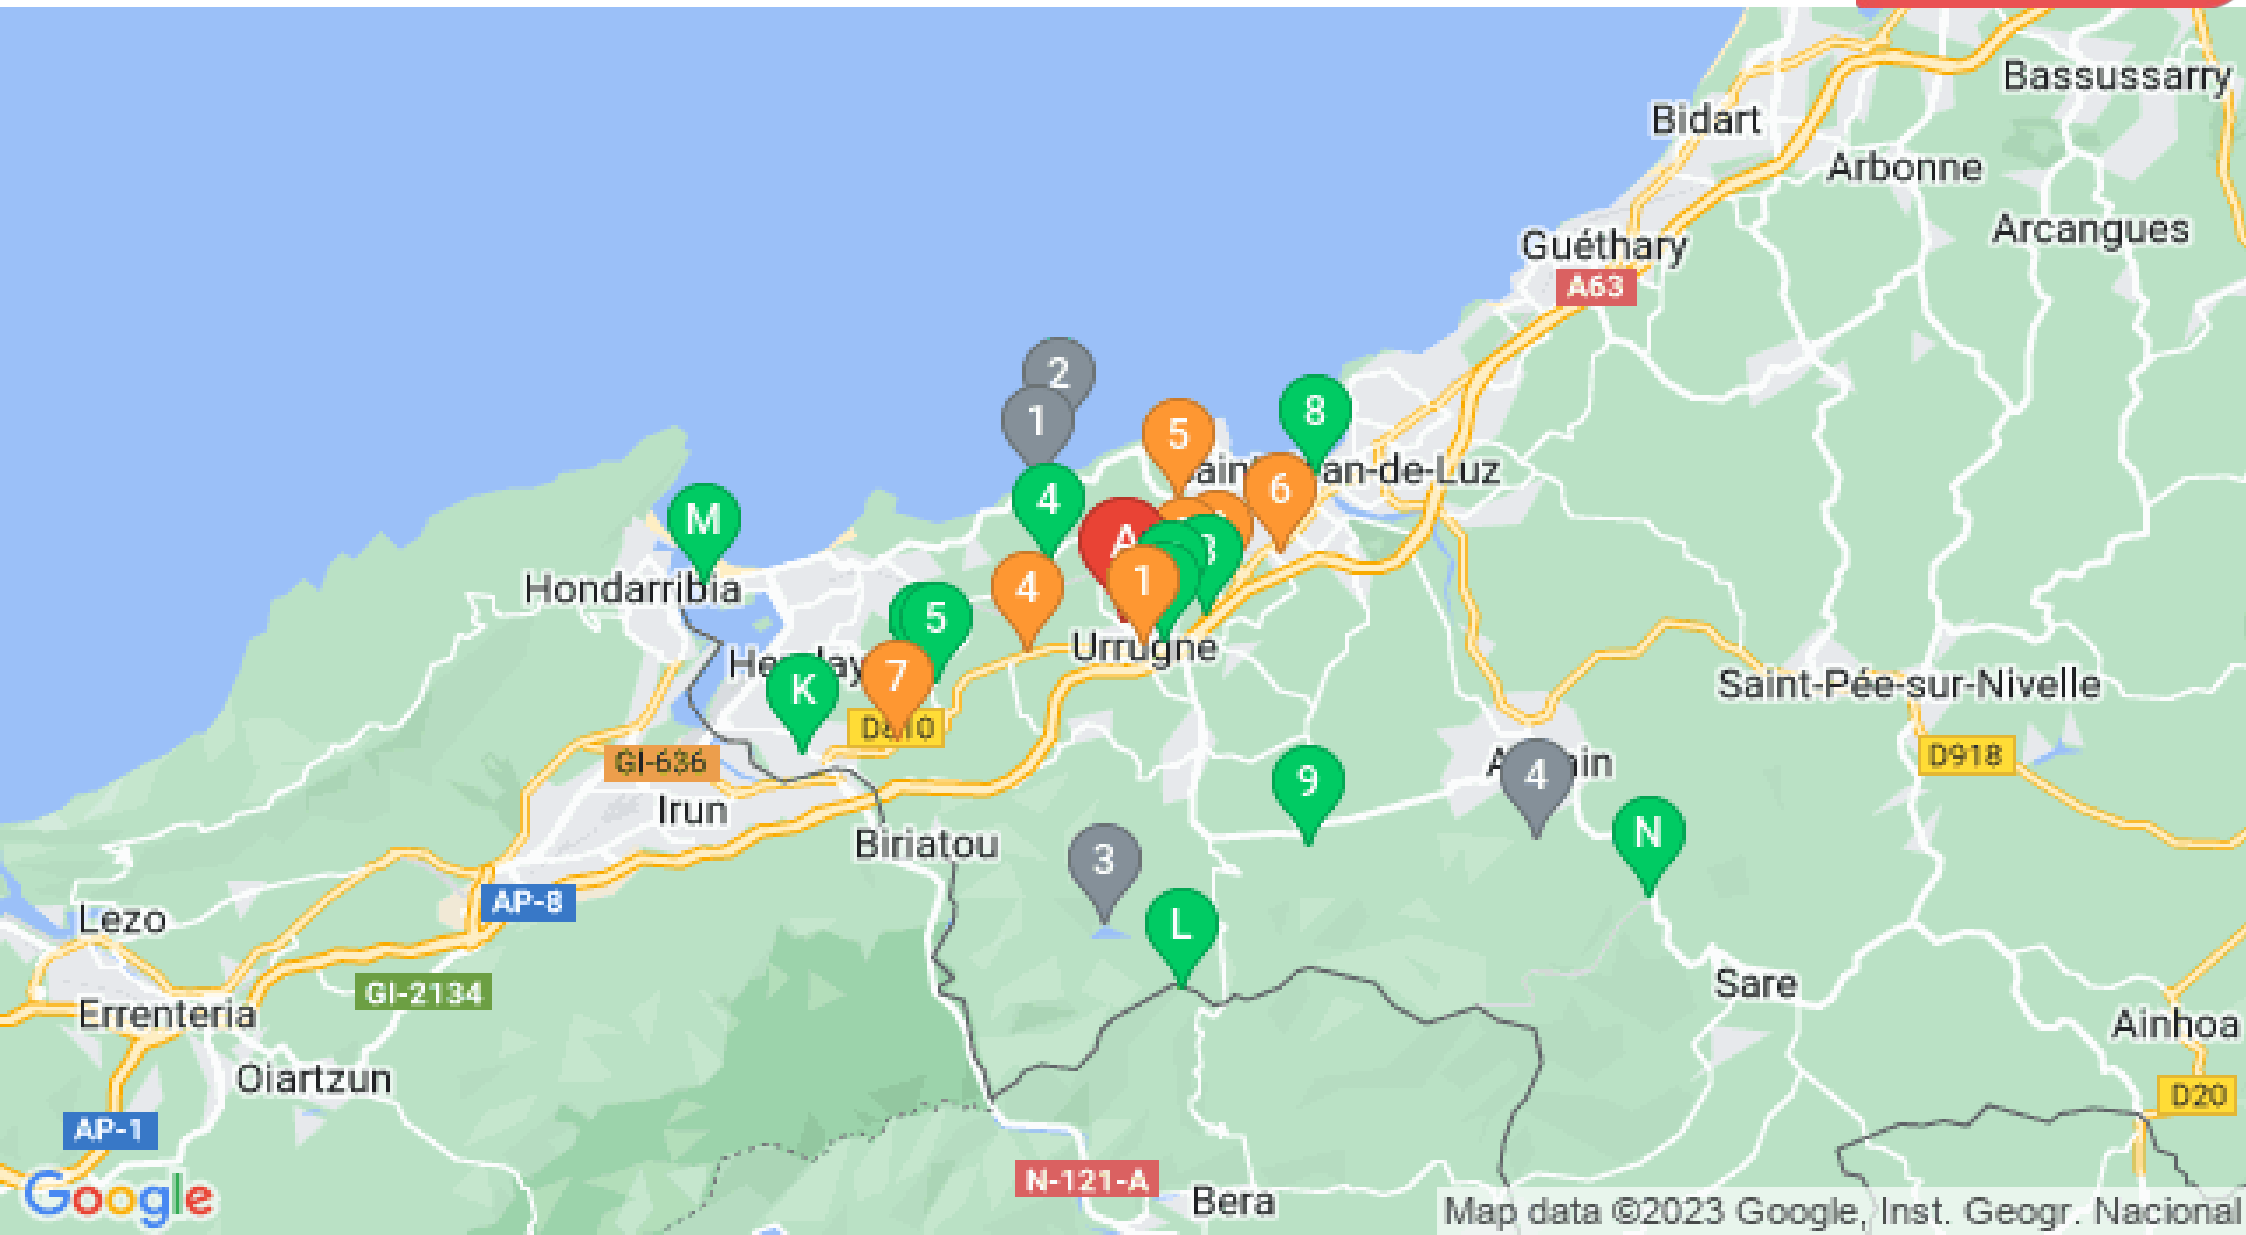 Bassussarry
Bidart
Arbonne
Arcangues
Guéthary
A63
2
1
8
5
an-de-Luz
6
4
M
A
3
1
4
Hondarribia
5
Urrugne
7
K
Saint-Pée-sur-Nivelle
D918
GI-636
9
4
Irun
N
Biriatou
3
AP-8
Lezo
L
GI-2134
Sare
Errenteria
Ainhoa
Oiartzun
D20
AP-1
N-121-A
Google
Bera
Map data ©2023 Google, Inst. Geogr. Nacional